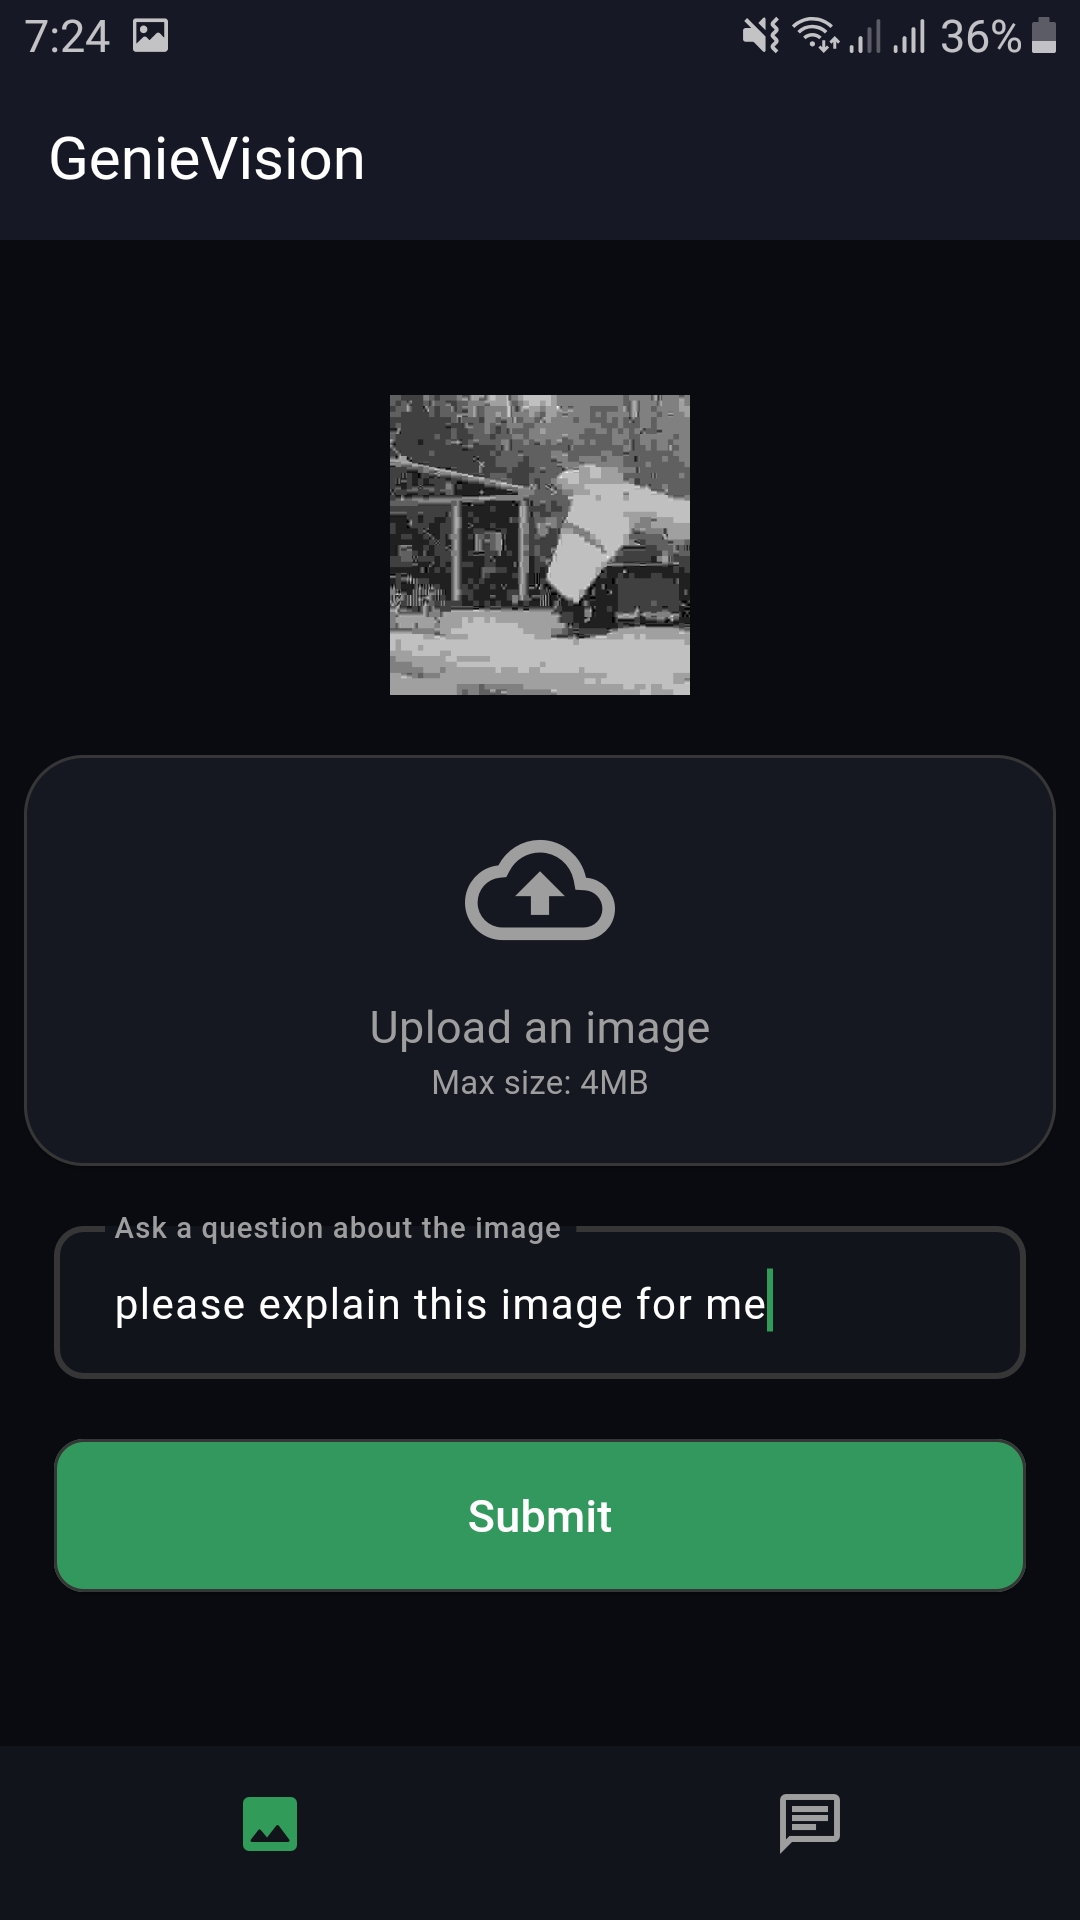 7:24
36%
GenieVision
Upload an image
Max size: 4MB
Ask a question about the image
please explain this image for me
Submit